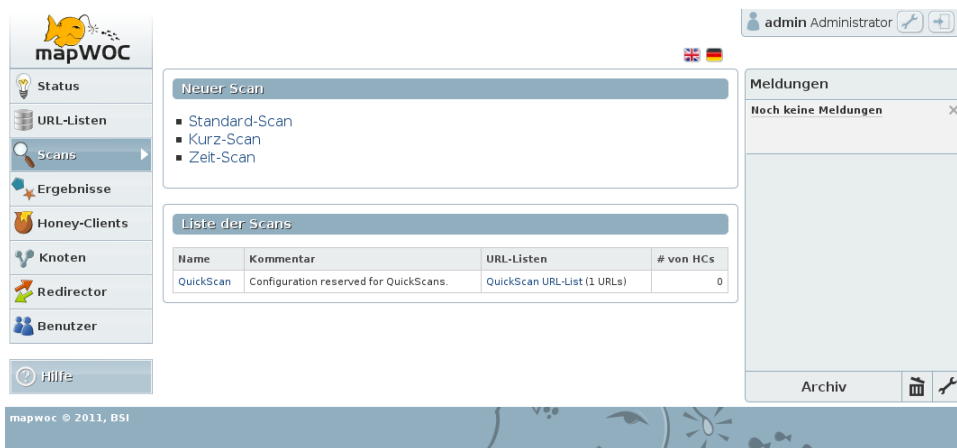 mapWOC
admin Administrator
Status
URL-Listen
Scans
Ergebnisse
Honey-Clients
Knoten
Redirector
Benutzer
Hilfe
Neuer Scan
Standard-Scan
Kurz-Scan
Zeit-Scan
Liste der Scans
Name Kommentar URL-Listen # von HCs
QuickScan Configuration reserved for QuickScans. QuickScan URL-List (1 URLs) 0
Meldungen
Noch keine Meldungen
Archiv
mapwoc © 2011, BSI